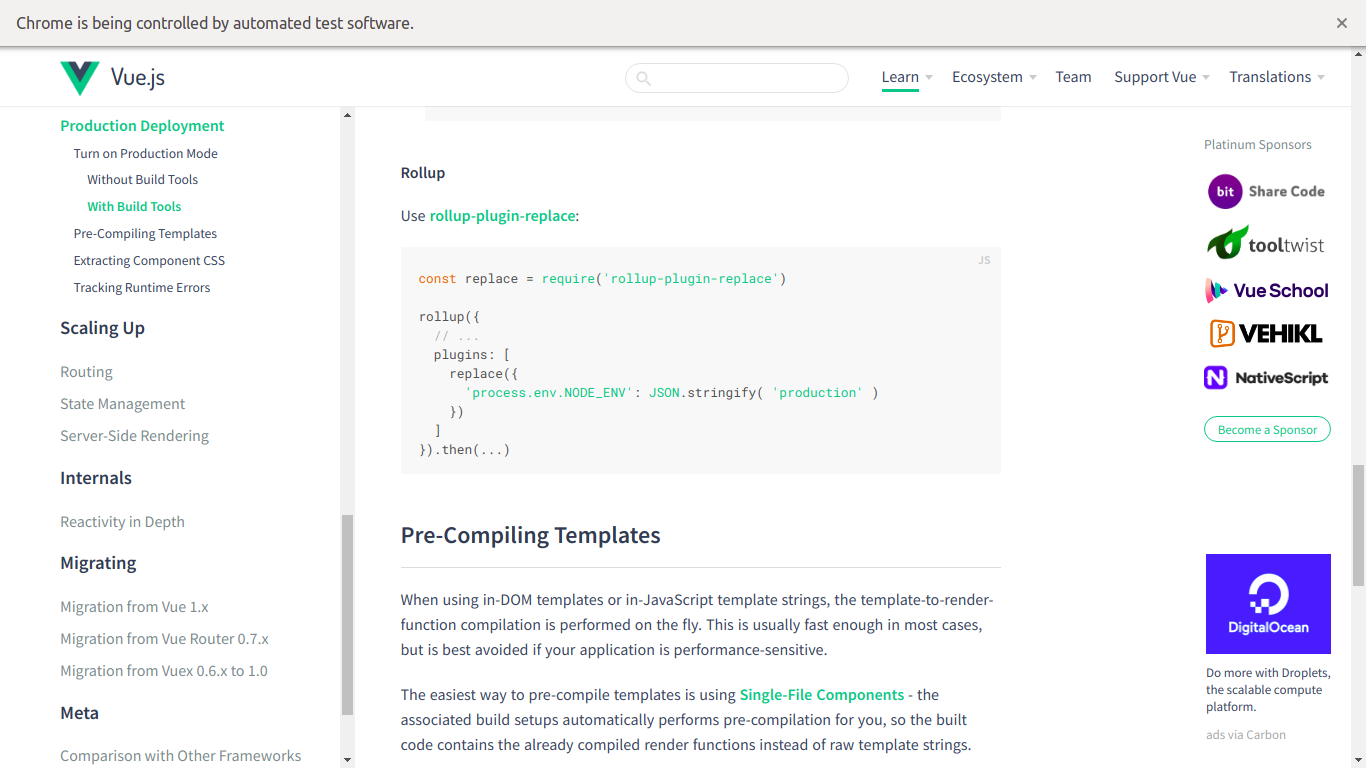 Chrome is being controlled by automated test software.
Vue.js
Learn
Ecosystem
Team
Support Vue
Translations
Production Deployment
Turn on Production Mode
Without Build Tools
With Build Tools
Pre-Compiling Templates
Extracting Component CSS
Tracking Runtime Errors
Scaling Up
Routing
State Management
Server-Side Rendering
Internals
Reactivity in Depth
Migrating
Migration from Vue 1.x
Migration from Vue Router 0.7.x
Migration from Vuex 0.6.x to 1.0
Meta
Comparison with Other Frameworks
Rollup
Use rollup-plugin-replace:
JS
const replace = require('rollup-plugin-replace')
rollup({
// ...
plugins: [
replace({
'process.env.NODE_ENV': JSON.stringify( 'production' )
})
]
}).then(...)
Pre-Compiling Templates
When using in-DOM templates or in-JavaScript template strings, the template-to-render-
function compilation is performed on the fly. This is usually fast enough in most cases,
but is best avoided if your application is performance-sensitive.
The easiest way to pre-compile templates is using Single-File Components - the
associated build setups automatically performs pre-compilation for you, so the built
code contains the already compiled render functions instead of raw template strings.
Platinum Sponsors
bit Share Code
tooltwist
Vue School
VEHIKL
NativeScript
Become a Sponsor
DigitalOcean
Do more with Droplets,
the scalable compute
platform.
ads via Carbon